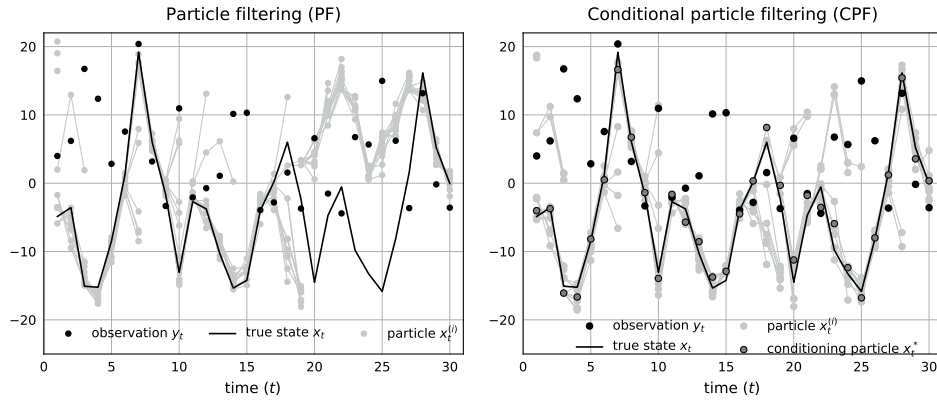 Particle filtering (PF)
20
10
0
−10
−20
0 5 10 15 20 25 30
observation y_t true state x_t particle x_t^(i)
time (t)
Conditional particle filtering (CPF)
20
10
0
−10
−20
0 5 10 15 20 25 30
observation y_t particle x_t^(i)
true state x_t conditioning particle x_t^*
time (t)